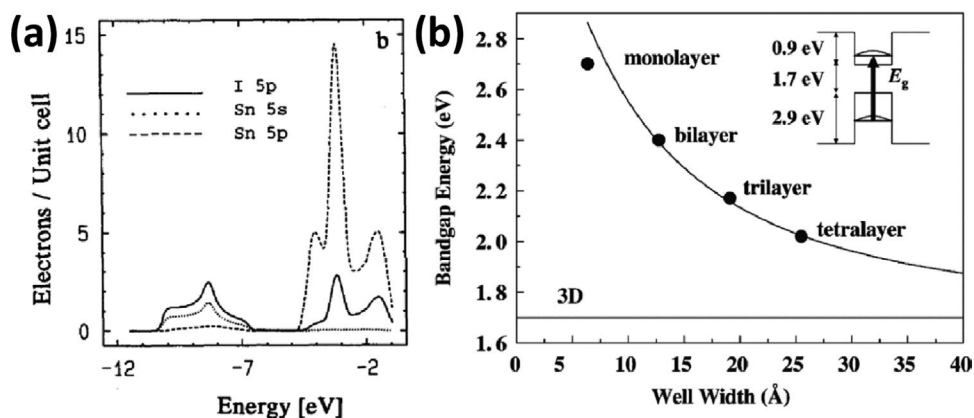 (a)
b
15
10
5
0
Electrons / Unit cell
I 5p
Sn 5s
Sn 5p
-12
-7
-2
Energy [eV]
(b)
2.8
2.6
2.4
2.2
2.0
1.8
1.6
Bandgap Energy (eV)
monolayer
bilayer
trilayer
tetralayer
3D
0.9 eV
1.7 eV
2.9 eV
Eg
0
5
10
15
20
25
30
35
40
Well Width (Å)